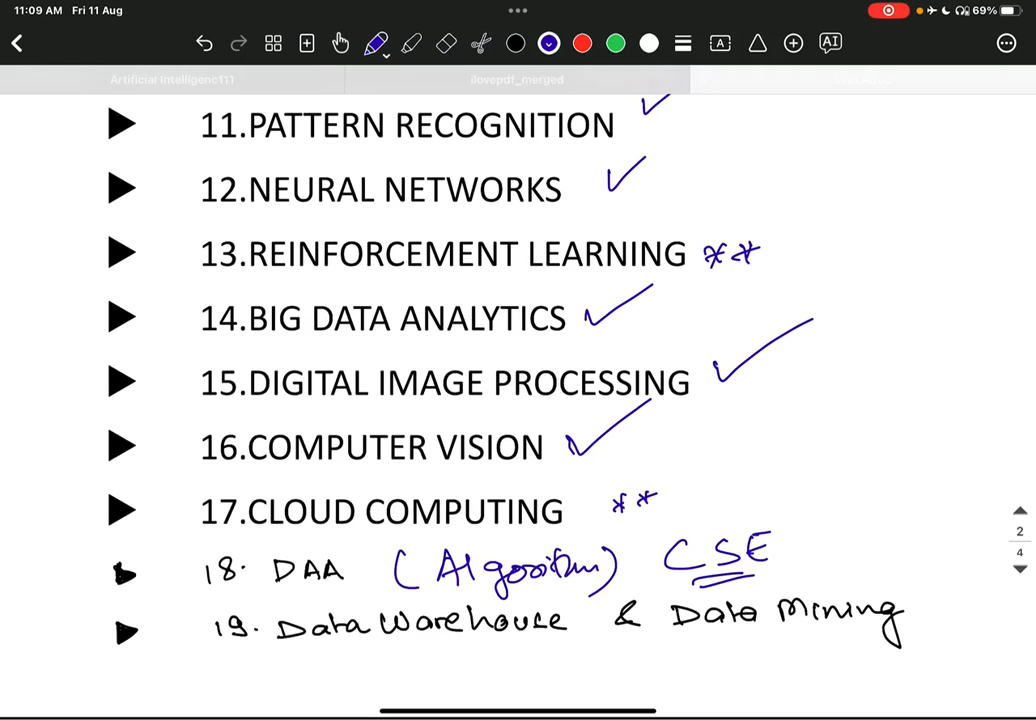 11:09 AM Fri 11 Aug
69%
A
AI
Artificial Intelligenc111
ilovepdf_merged
11.PATTERN RECOGNITION
12.NEURAL NETWORKS
13.REINFORCEMENT LEARNING **
14.BIG DATA ANALYTICS
15.DIGITAL IMAGE PROCESSING
16.COMPUTER VISION
17.CLOUD COMPUTING **
18. DAA (Algorithm) CSE
19. Data Warehouse & Data Mining
2
4